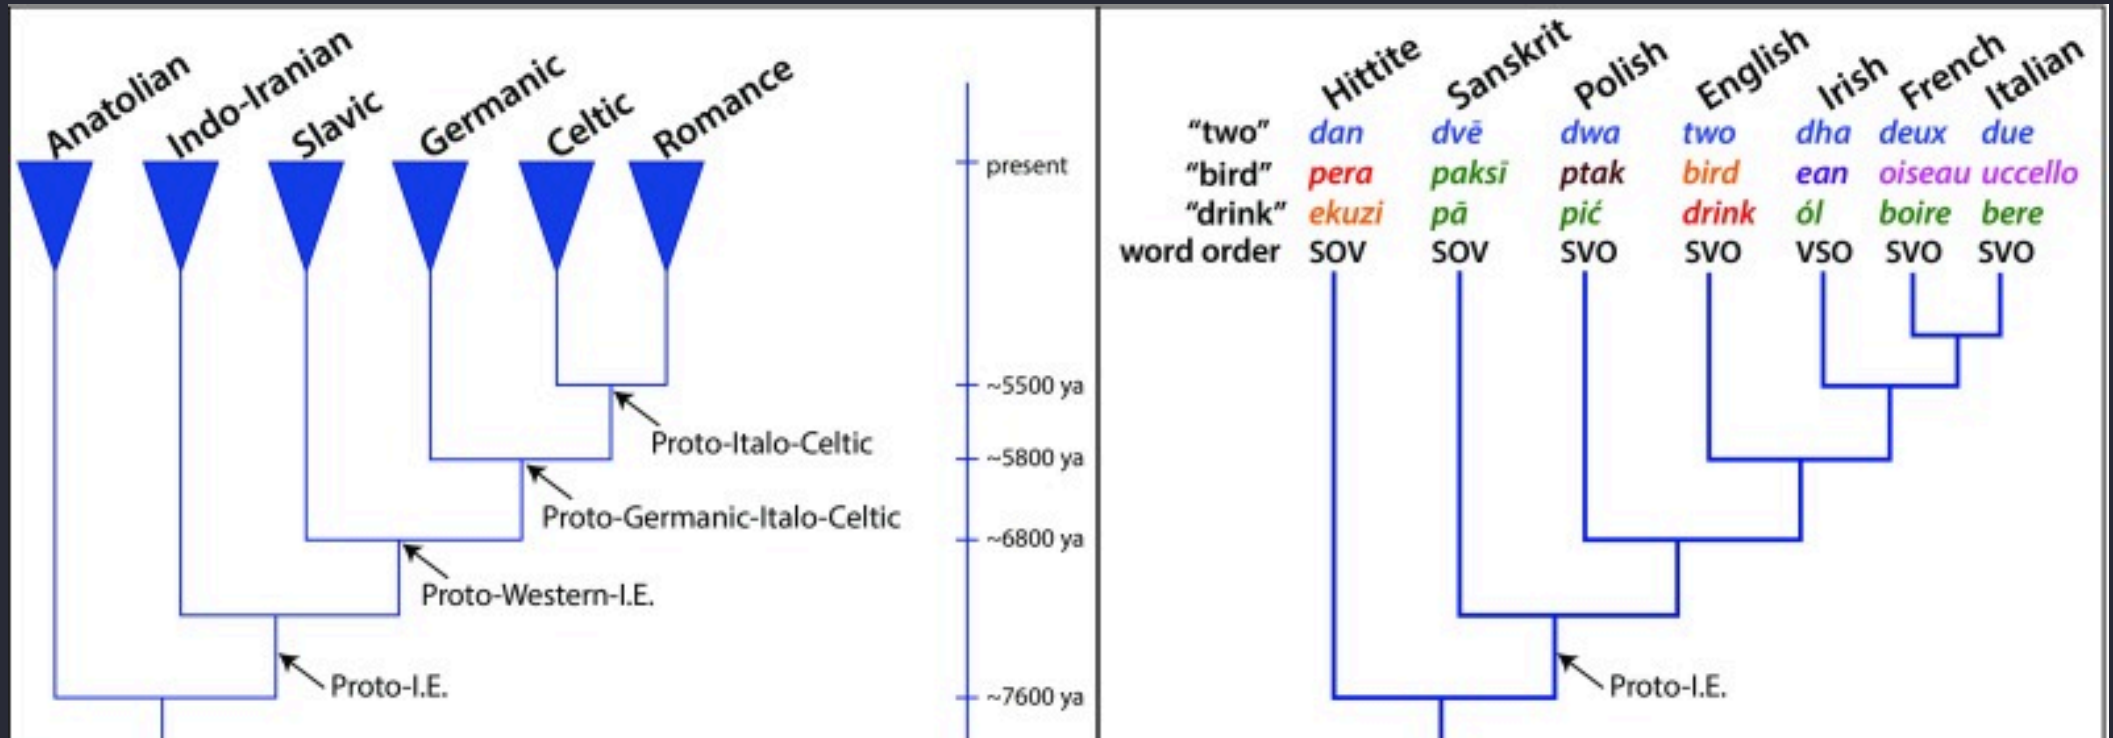 Anatolian
Indo-Iranian
Slavic
Germanic
Celtic
Romance
present
~5500 ya
Proto-Italo-Celtic
~5800 ya
Proto-Germanic-Italo-Celtic
~6800 ya
Proto-Western-I.E.
Proto-I.E.
~7600 ya
Hittite Sanskrit Polish English Irish French Italian
"two" dan dvē dwa two dha deux due
"bird" pera paksī ptak bird ean oiseau uccello
"drink" ekuzi pā pić drink ól boire bere
word order SOV SOV SVO SVO VSO SVO SVO
Proto-I.E.